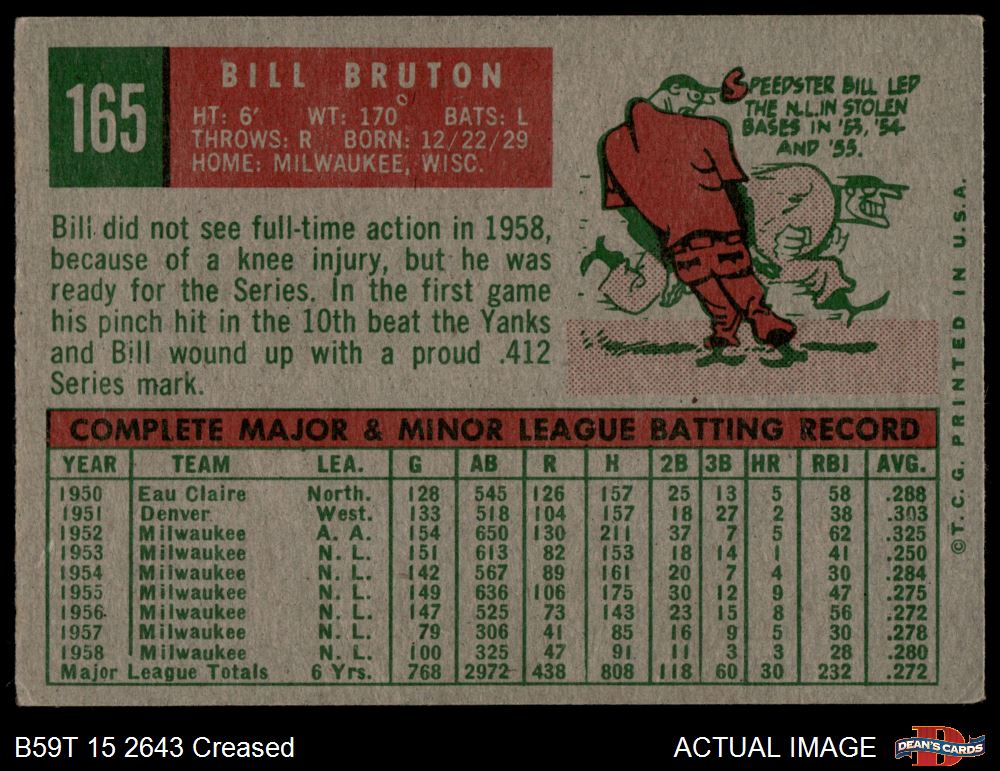 165
BILL BRUTON
HT: 6' WT: 170 BATS: L
THROWS: R BORN: 12/22/29
HOME: MILWAUKEE, WISC.
SPEEDSTER BILL LED
THE N.L. IN STOLEN
BASES IN '53, '54
AND '55.
Bill did not see full-time action in 1958,
because of a knee injury, but he was
ready for the Series. In the first game
his pinch hit in the 10th beat the Yanks
and Bill wound up with a proud .412
Series mark.
COMPLETE MAJOR & MINOR LEAGUE BATTING RECORD
YEAR TEAM LEA. G AB R H 2B 3B HR RBI AVG.
1950 Eau Claire North. 128 545 126 157 25 13 5 58 .288
1951 Denver West. 133 518 104 157 18 27 2 38 .303
1952 Milwaukee A. A. 154 650 130 211 37 7 5 62 .325
1953 Milwaukee N. L. 151 613 82 153 18 14 1 41 .250
1954 Milwaukee N. L. 142 567 89 161 20 7 4 30 .284
1955 Milwaukee N. L. 149 636 106 175 30 12 9 47 .275
1956 Milwaukee N. L. 147 525 73 143 23 15 8 56 .272
1957 Milwaukee N. L. 79 306 41 85 16 9 5 30 .278
1958 Milwaukee N. L. 100 325 47 91 11 3 3 28 .280
Major League Totals 6 Yrs. 768 2972 438 808 118 60 30 232 .272
©T.C.G. PRINTED IN U.S.A.
B59T 15 2643 Creased
ACTUAL IMAGE
DEAN'S CARDS